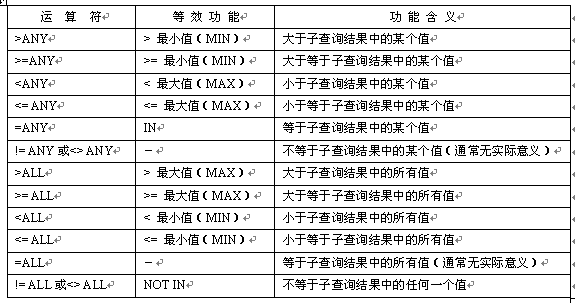 运 算 符 等 效 功 能 功 能 含 义
>ANY > 最小值(MIN) 大于子查询结果中的某个值
>=ANY >= 最小值(MIN) 大于等于子查询结果中的某个值
<ANY < 最大值(MAX) 小于子查询结果中的某个值
<= ANY <= 最大值(MAX) 小于等于子查询结果中的某个值
=ANY IN 等于子查询结果中的某个值
!= ANY 或<> ANY – 不等于子查询结果中的某个值(通常无实际意义)
>ALL > 最大值(MAX) 大于子查询结果中的所有值
>= ALL >= 最大值(MAX) 大于等于子查询结果中的所有值
<ALL < 最小值(MIN) 小于子查询结果中的所有值
<= ALL <= 最小值(MIN) 小于等于子查询结果中的所有值
=ALL – 等于子查询结果中的所有值(通常无实际意义)
!= ALL 或<> ALL NOT IN 不等于子查询结果中的任何一个值